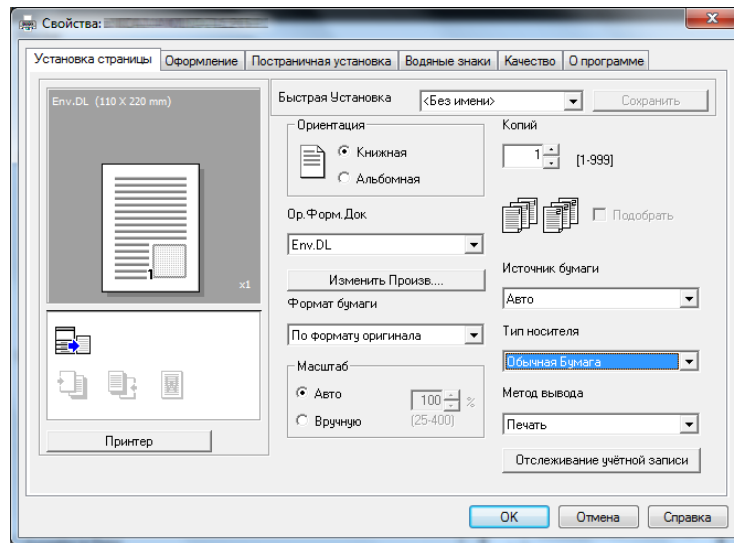 Свойства:
Установка страницы Оформление Постраничная установка Водяные знаки Качество О программе
Env.DL (110 X 220 mm)
1
x1
Принтер
Быстрая Установка <Без имени> Сохранить
Ориентация
Книжная
Альбомная
Ор.Форм.Док
Env.DL
Изменить Произв....
Формат бумаги
По формату оригинала
Масштаб
Авто 100 %
Вручную (25-400)
Копий
1 [1-999]
Подобрать
Источник бумаги
Авто
Тип носителя
Обычная Бумага
Метод вывода
Печать
Отслеживание учётной записи
OK Отмена Справка